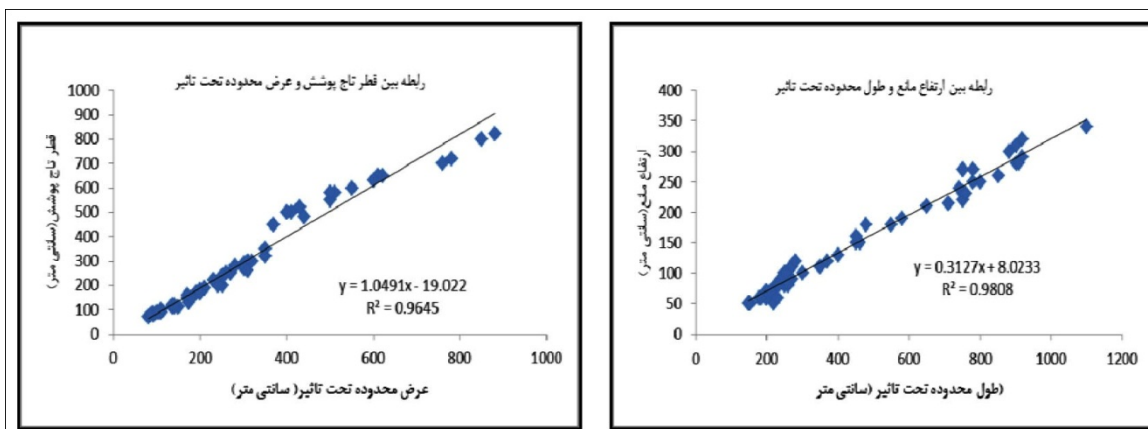 رابطه بین قطر تاج پوشش و عرض محدوده تحت تاثیر
1000
900
800
700
600
500
400
300
200
100
0
قطر تاج پوشش(سانتی متر)
y = 1.0491x - 19.022
R² = 0.9645
0 200 400 600 800 1000
عرض محدوده تحت تاثیر( سانتی متر)
رابطه بین ارتفاع مانع و طول محدوده تحت تاثیر
400
350
300
250
200
150
100
50
0
ارتفاع مانع(سانتی متر)
y = 0.3127x + 8.0233
R² = 0.9808
0 200 400 600 800 1000 1200
(طول محدوده تحت تاثیر (سانتی متر